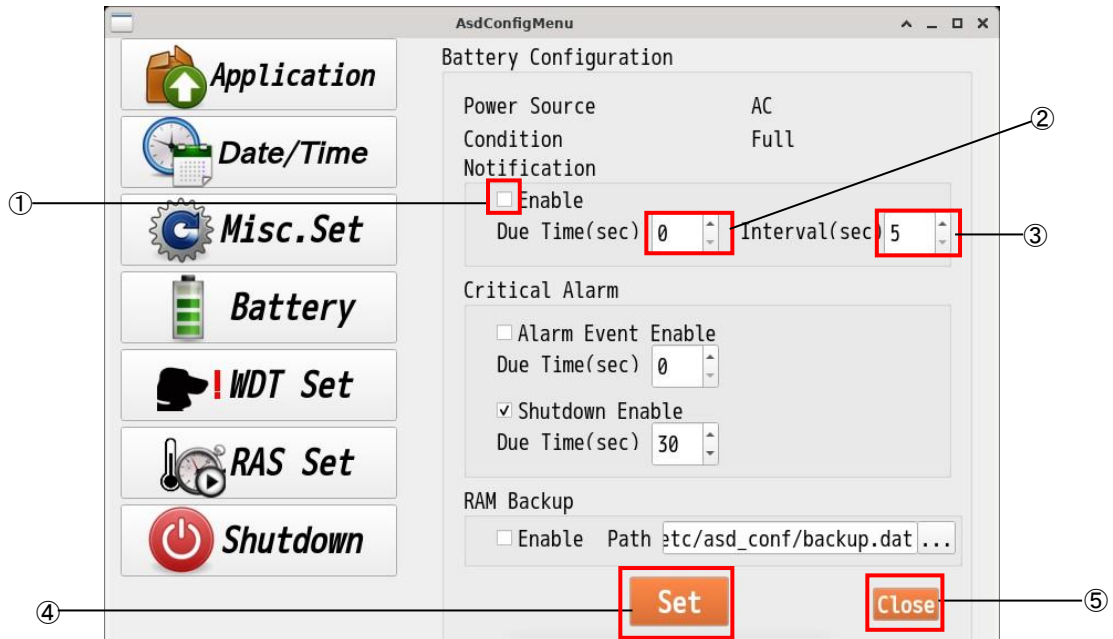 AsdConfigMenu
Application
Date/Time
Misc.Set
Battery
WDT Set
RAS Set
Shutdown
Battery Configuration
Power Source AC
Condition Full
Notification
Enable
Due Time(sec) 0 Interval(sec) 5
Critical Alarm
Alarm Event Enable
Due Time(sec) 0
Shutdown Enable
Due Time(sec) 30
RAM Backup
Enable Path etc/asd_conf/backup.dat ...
Set Close
①
②
③
④
⑤